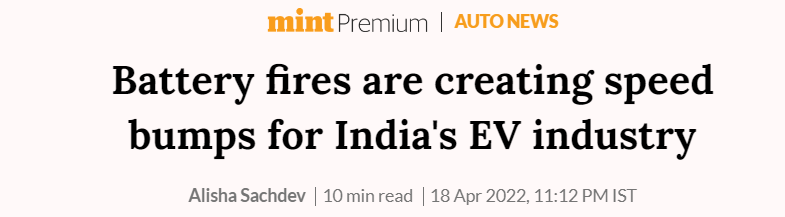 mint Premium | AUTO NEWS
Battery fires are creating speed
bumps for India's EV industry
Alisha Sachdev | 10 min read | 18 Apr 2022, 11:12 PM IST